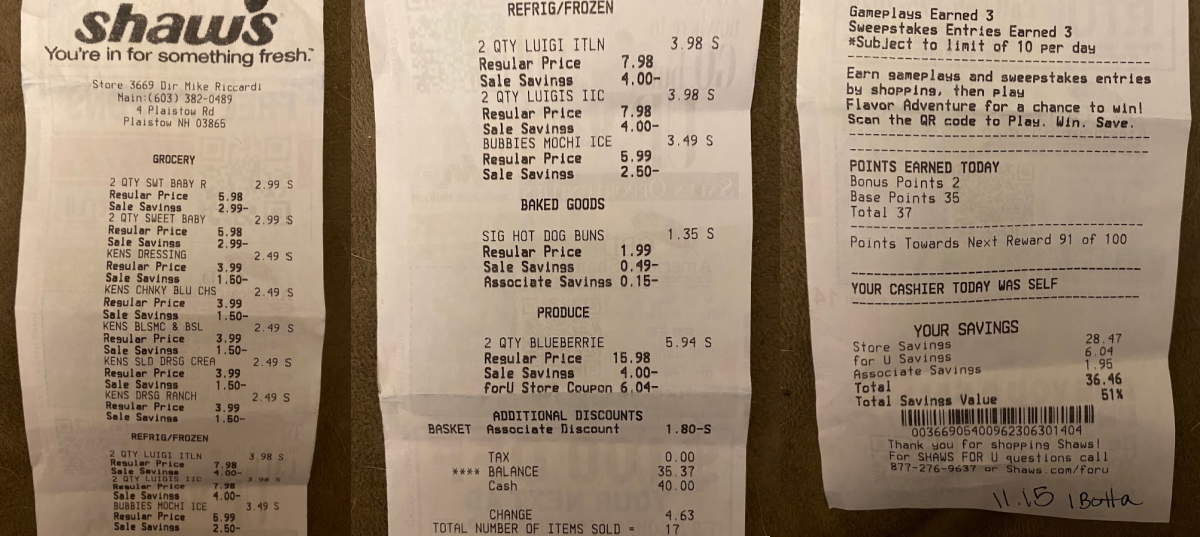 shaw's
You're in for something fresh.™
Store 3669 Dir Mike Riccardi
Main:(603) 382-0489
4 Plaistow Rd
Plaistow NH 03865
GROCERY
2 QTY SWT BABY R 2.99 S
Regular Price 5.98
Sale Savings 2.99-
2 QTY SWEET BABY 2.99 S
Regular Price 5.98
Sale Savings 2.99-
KENS DRESSING 2.49 S
Regular Price 3.99
Sale Savings 1.50-
KENS CHNKY BLU CHS 2.49 S
Regular Price 3.99
Sale Savings 1.50-
KENS BLSMC & BSL 2.49 S
Regular Price 3.99
Sale Savings 1.50-
KENS SLD DRSG CREA 2.49 S
Regular Price 3.99
Sale Savings 1.50-
KENS DRSG RANCH 2.49 S
Regular Price 3.99
Sale Savings 1.50-
REFRIG/FROZEN
2 QTY LUIGI ITLN 3.98 S
Regular Price 7.98
Sale Savings 4.00-
2 QTY LUIGIS IIC 3.98 S
Regular Price 7.98
Sale Savings 4.00-
BUBBIES MOCHI ICE 3.49 S
Regular Price 5.99
Sale Savings 2.50-
REFRIG/FROZEN
2 QTY LUIGI ITLN 3.98 S
Regular Price 7.98
Sale Savings 4.00-
2 QTY LUIGIS IIC 3.98 S
Regular Price 7.98
Sale Savings 4.00-
BUBBIES MOCHI ICE 3.49 S
Regular Price 5.99
Sale Savings 2.50-
BAKED GOODS
SIG HOT DOG BUNS 1.35 S
Regular Price 1.99
Sale Savings 0.49-
Associate Savings 0.15-
PRODUCE
2 QTY BLUEBERRIE 5.94 S
Regular Price 15.98
Sale Savings 4.00-
forU Store Coupon 6.04-
ADDITIONAL DISCOUNTS
BASKET Associate Discount 1.80-S
TAX 0.00
**** BALANCE 35.37
Cash 40.00
CHANGE 4.63
TOTAL NUMBER OF ITEMS SOLD = 17
Gameplays Earned 3
Sweepstakes Entries Earned 3
*Subject to limit of 10 per day
Earn gameplays and sweepstakes entries
by shopping, then play
Flavor Adventure for a chance to win!
Scan the QR code to Play. Win. Save.
POINTS EARNED TODAY
Bonus Points 2
Base Points 35
Total 37
Points Towards Next Reward 91 of 100
YOUR CASHIER TODAY WAS SELF
YOUR SAVINGS
Store Savings 28.47
for U Savings 6.04
Associate Savings 1.95
Total 36.46
Total Savings Value 51%
00366905400962306301404
Thank you for shopping Shaws!
For SHAWS FOR U questions call
877-276-9637 or Shaws.com/foru
11.15 IBotta